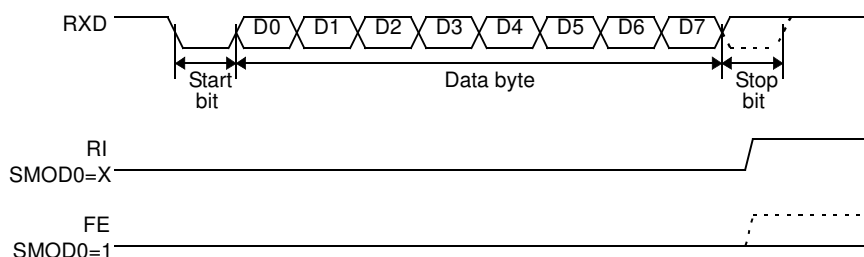 RXD
D0 D1 D2 D3 D4 D5 D6 D7
Start
bit
Data byte
Stop
bit
RI
SMOD0=X
FE
SMOD0=1